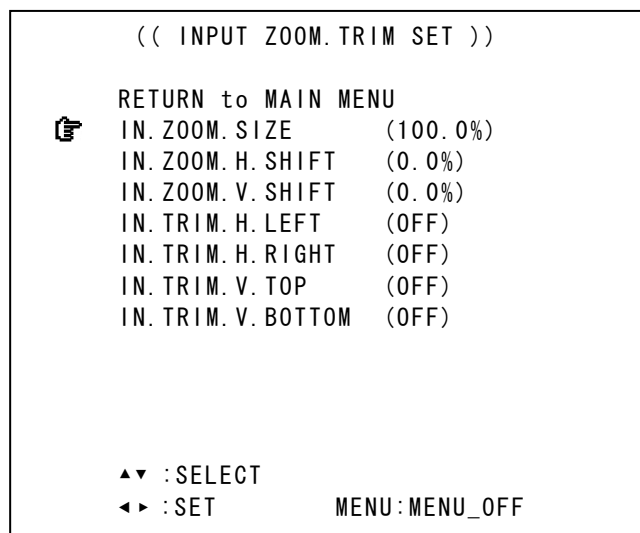 (( INPUT ZOOM.TRIM SET ))
RETURN to MAIN MENU
IN.ZOOM.SIZE (100.0%)
IN.ZOOM.H.SHIFT (0.0%)
IN.ZOOM.V.SHIFT (0.0%)
IN.TRIM.H.LEFT (OFF)
IN.TRIM.H.RIGHT (OFF)
IN.TRIM.V.TOP (OFF)
IN.TRIM.V.BOTTOM (OFF)
▲▼ :SELECT
◄► :SET MENU:MENU_OFF